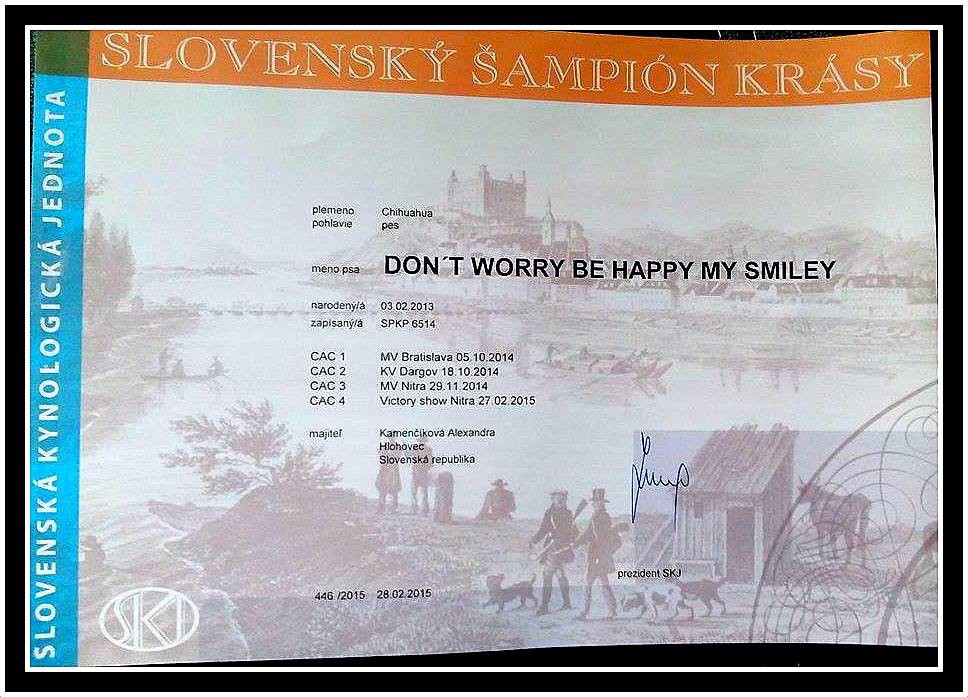 SLOVENSKÝ ŠAMPIÓN KRÁSY
SLOVENSKÁ KYNOLOGICKÁ JEDNOTA
plemeno Chihuahua
pohlavie pes
meno psa DON´T WORRY BE HAPPY MY SMILEY
narodený/á 03.02.2013
zapísaný/á SPKP 6514
CAC 1 MV Bratislava 05.10.2014
CAC 2 KV Dargov 18.10.2014
CAC 3 MV Nitra 29.11.2014
CAC 4 Victory show Nitra 27.02.2015
majiteľ Kamenčíková Alexandra
Hlohovec
Slovenská republika
prezident SKJ
446 /2015 28.02.2015
SKJ